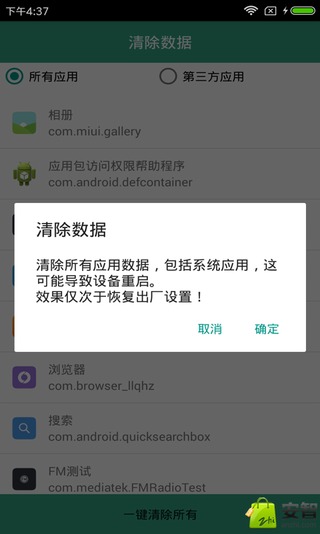 下午4:37
清除数据
所有应用
第三方应用
相册
com.miui.gallery
应用包访问权限帮助程序
com.android.defcontainer
清除数据
清除所有应用数据，包括系统应用，这
可能导致设备重启。
效果仅次于恢复出厂设置！
取消
确定
浏览器
com.browser_llqhz
搜索
com.android.quicksearchbox
FM测试
com.mediatek.FMRadioTest
一键清除所有
安智